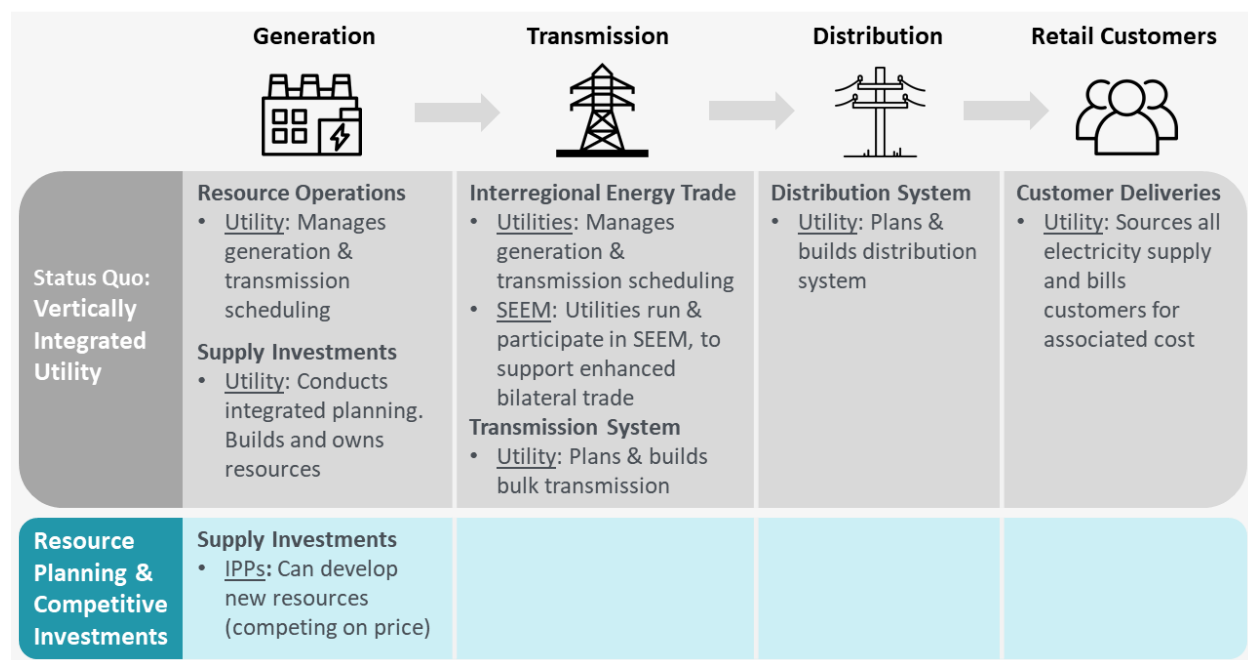 Generation
Transmission
Distribution
Retail Customers
Status Quo:
Vertically
Integrated
Utility
Resource Operations
• Utility: Manages
generation &
transmission
scheduling
Supply Investments
• Utility: Conducts
integrated planning.
Builds and owns
resources
Interregional Energy Trade
• Utilities: Manages
generation &
transmission scheduling
• SEEM: Utilities run &
participate in SEEM, to
support enhanced
bilateral trade
Transmission System
• Utility: Plans & builds
bulk transmission
Distribution System
• Utility: Plans &
builds distribution
system
Customer Deliveries
• Utility: Sources all
electricity supply
and bills
customers for
associated cost
Resource
Planning &
Competitive
Investments
Supply Investments
• IPPs: Can develop
new resources
(competing on price)